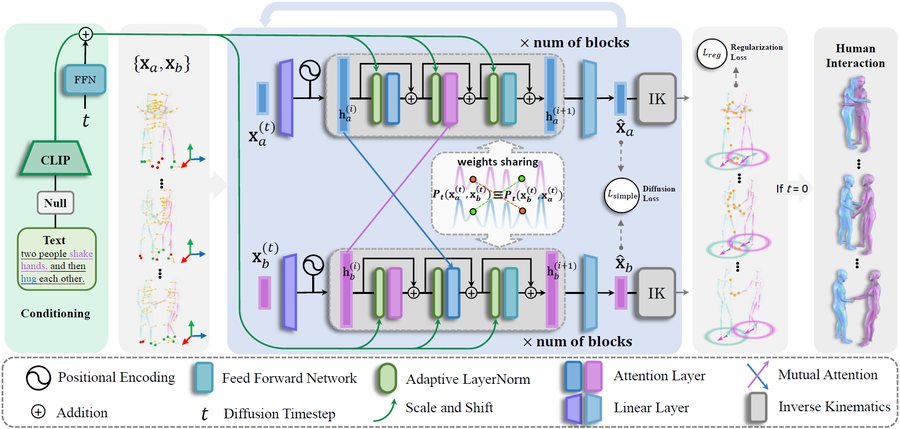 FFN
t
CLIP
Null
Text
two people shake
hands, and then
hug each other.
Conditioning
{x_a, x_b}
× num of blocks
x_a^(t)
h_a^(i)
h_a^(i+1)
x̂_a
IK
weights sharing
P_t(x_a^(t), x_b^(t)) ≡ P_t(x_b^(t), x_a^(t))
L_simple
Diffusion
Loss
x_b^(t)
h_b^(i)
h_b^(i+1)
x̂_b
IK
× num of blocks
L_reg
Regularization
Loss
If t = 0
Human
Interaction
Positional Encoding
Feed Forward Network
Adaptive LayerNorm
Attention Layer
Mutual Attention
Addition
t Diffusion Timestep
Scale and Shift
Linear Layer
Inverse Kinematics